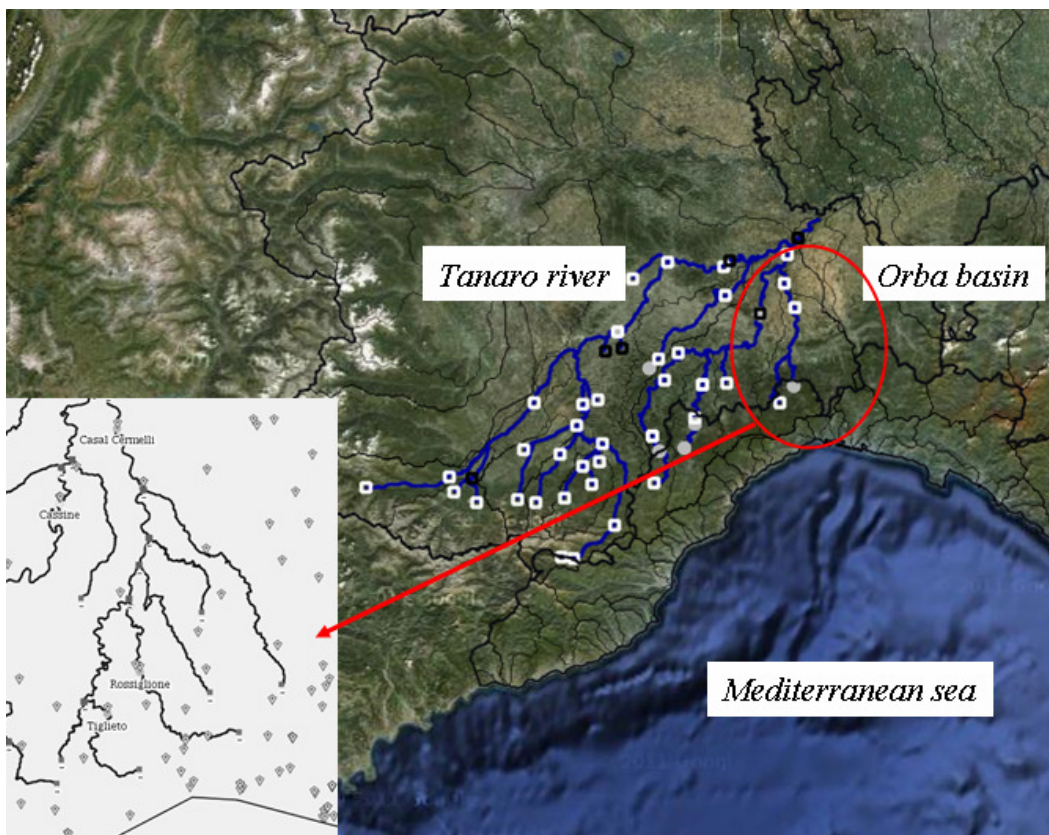 Tanaro river
Orba basin
Casal Cermelli
Cassine
Rossiglione
Tiglieto
Mediterranean sea